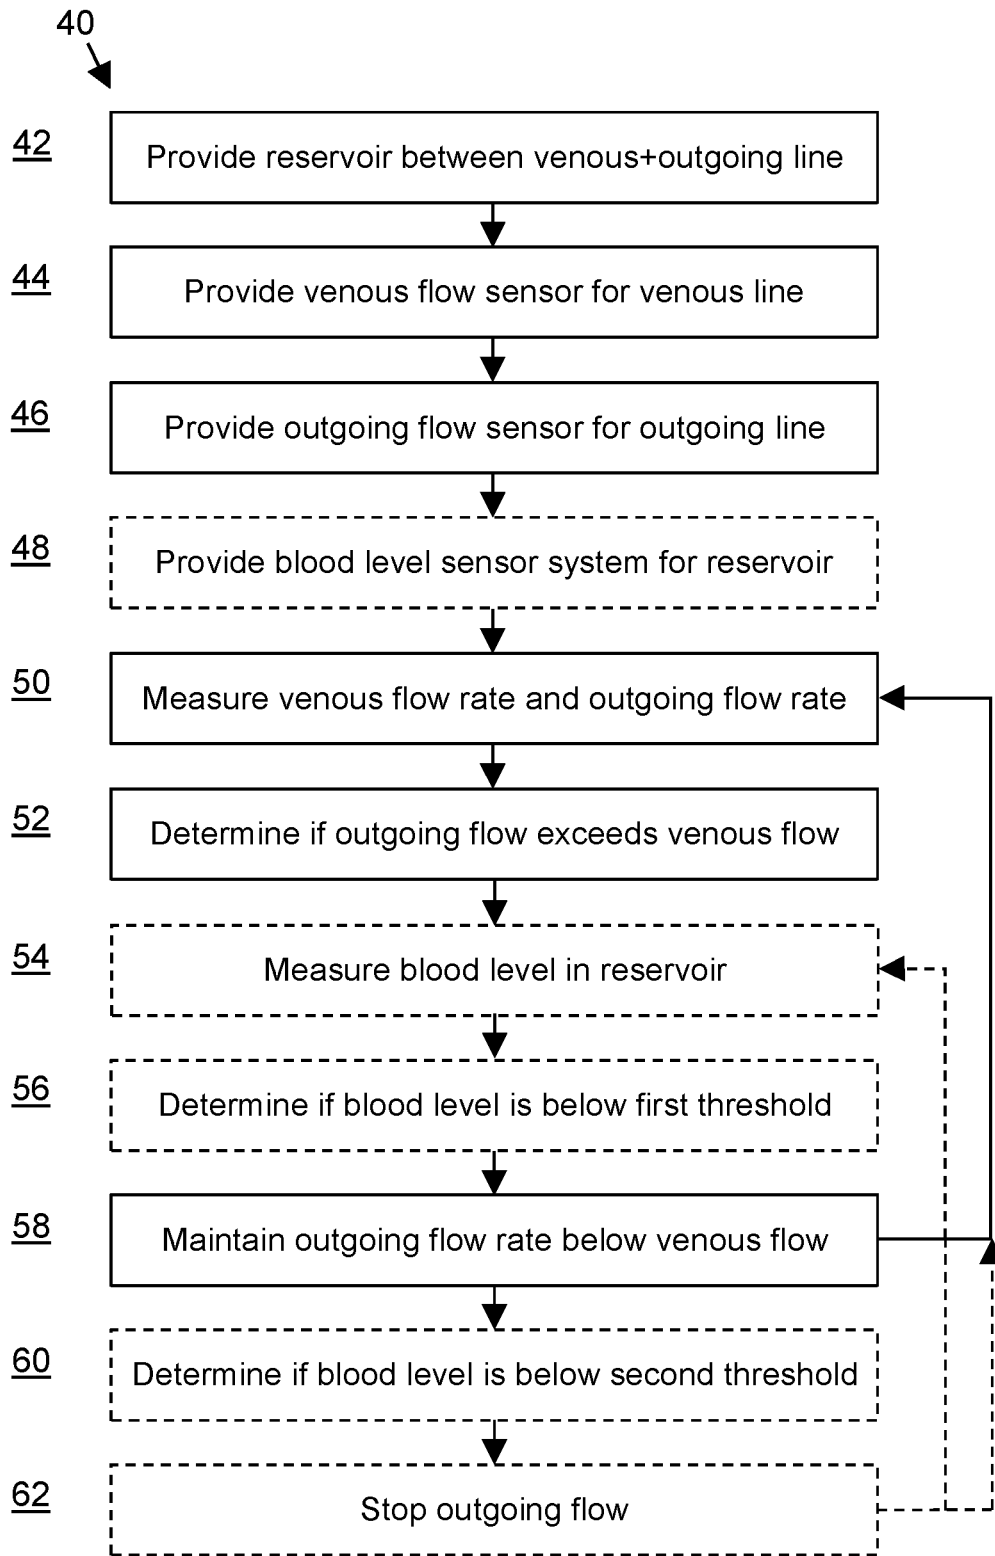 40
42
Provide reservoir between venous+outgoing line
44
Provide venous flow sensor for venous line
46
Provide outgoing flow sensor for outgoing line
48
Provide blood level sensor system for reservoir
50
Measure venous flow rate and outgoing flow rate
52
Determine if outgoing flow exceeds venous flow
54
Measure blood level in reservoir
56
Determine if blood level is below first threshold
58
Maintain outgoing flow rate below venous flow
60
Determine if blood level is below second threshold
62
Stop outgoing flow